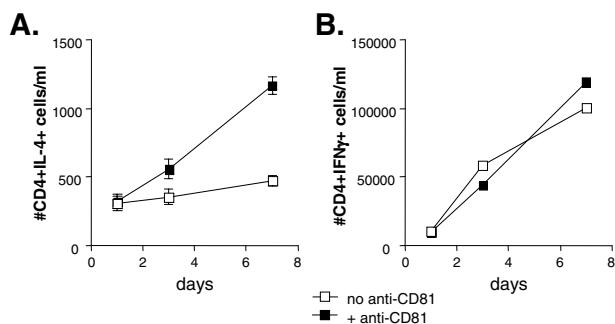 A.
1500
1000
500
0
0 2 4 6 8
days
#CD4+IL-4+ cells/ml
B.
150000
100000
50000
0
0 2 4 6 8
days
#CD4+IFNγ+ cells/ml
no anti-CD81
+ anti-CD81